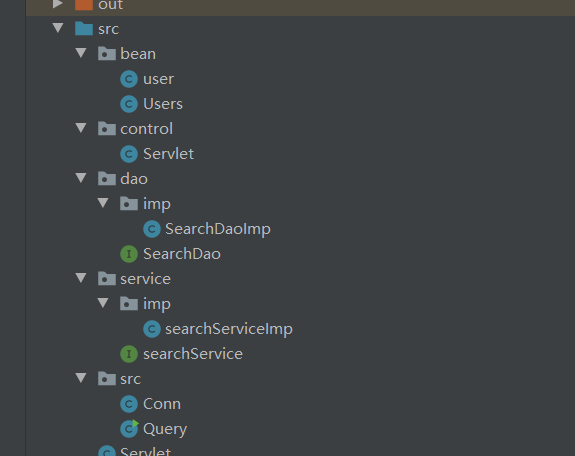 out
src
bean
user
Users
control
Servlet
dao
imp
SearchDaoImp
SearchDao
service
imp
searchServiceImp
searchService
src
Conn
Query
Servlet